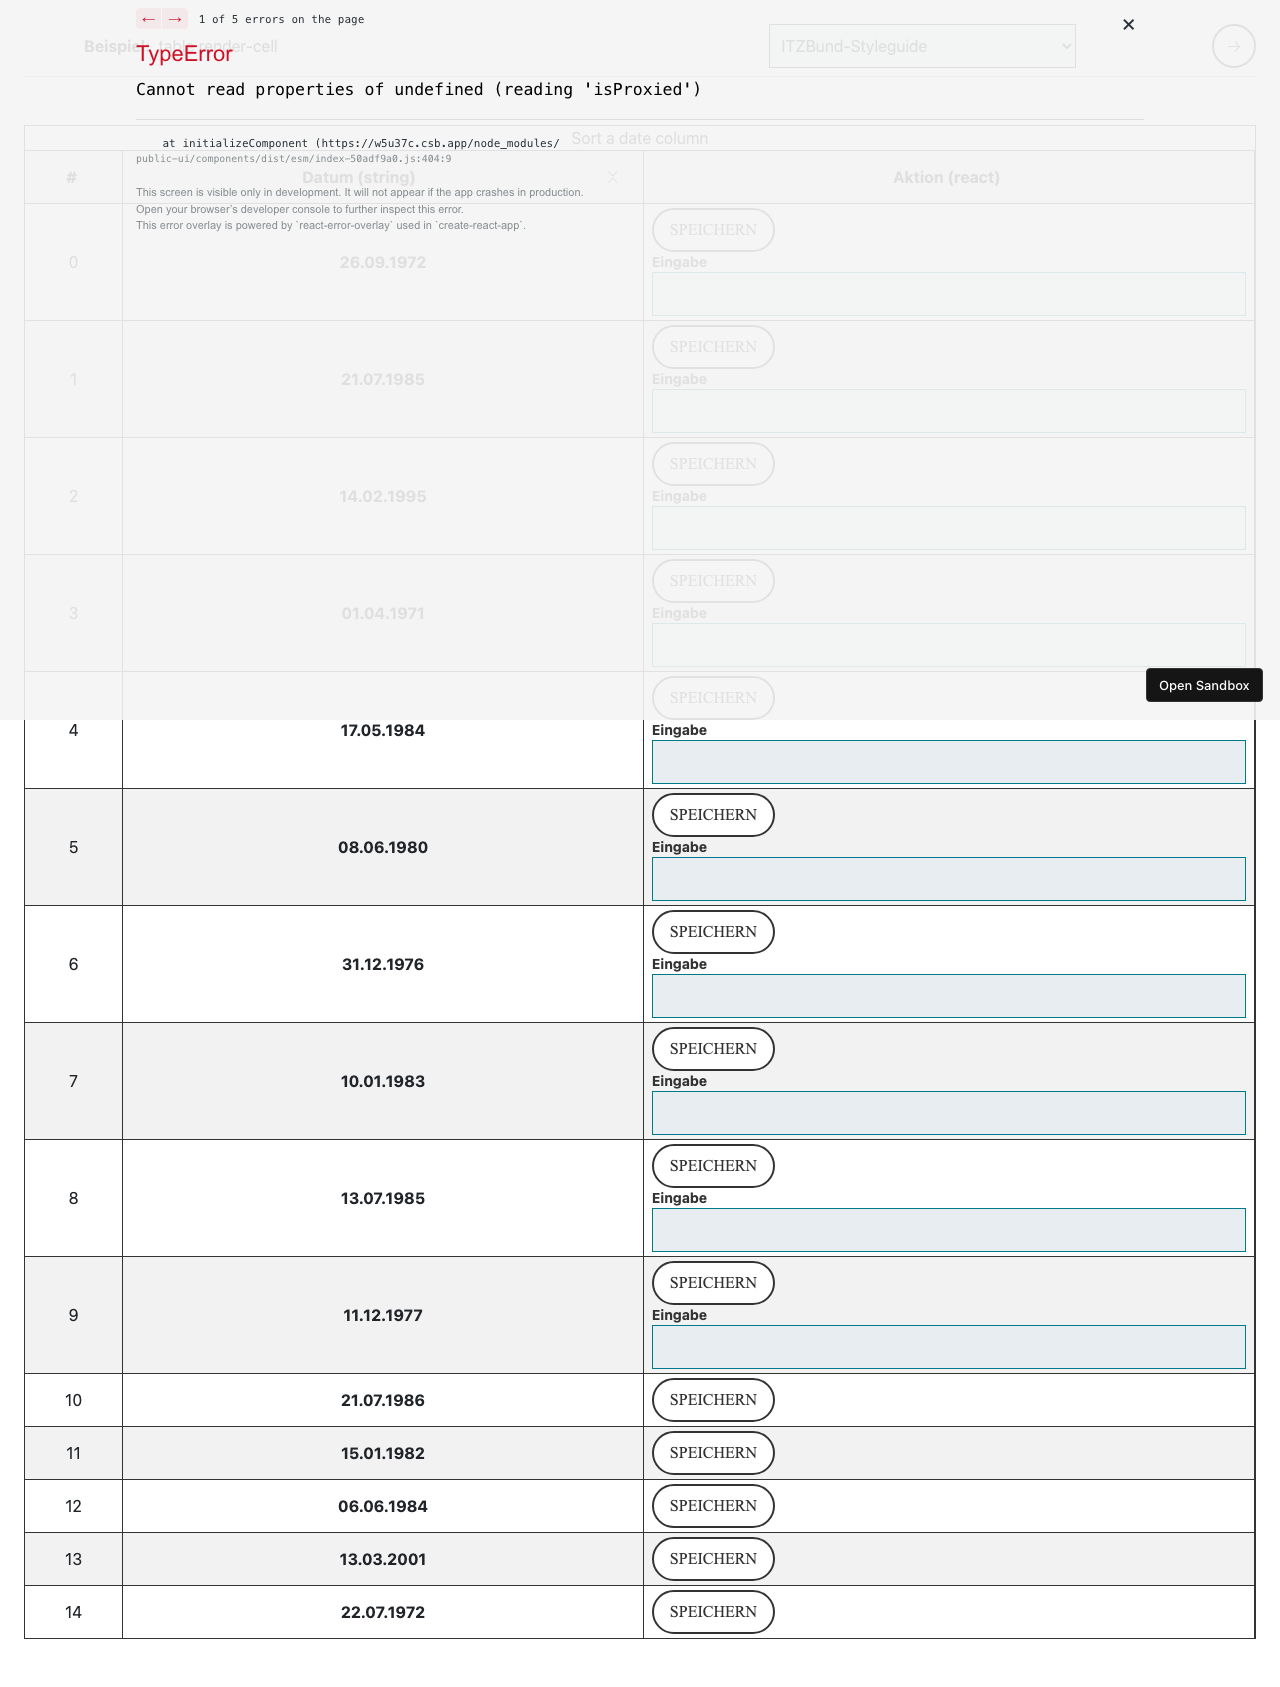 ← → 1 of 5 errors on the page
✕
Beispiel table render-cell
ITZBund-Styleguide
→
TypeError
Cannot read properties of undefined (reading 'isProxied')
Sort a date column
at initializeComponent (https://w5u37c.csb.app/node_modules/
public-ui/components/dist/esm/index-50adf9a0.js:404:9
# Datum (string) Aktion (react)
This screen is visible only in development. It will not appear if the app crashes in production.
Open your browser's developer console to further inspect this error.
This error overlay is powered by `react-error-overlay` used in `create-react-app`.
SPEICHERN
0 26.09.1972 Eingabe
SPEICHERN
1 21.07.1985 Eingabe
SPEICHERN
2 14.02.1995 Eingabe
SPEICHERN
3 01.04.1971 Eingabe
Open Sandbox
SPEICHERN
4 17.05.1984 Eingabe
SPEICHERN
5 08.06.1980 Eingabe
SPEICHERN
6 31.12.1976 Eingabe
SPEICHERN
7 10.01.1983 Eingabe
SPEICHERN
8 13.07.1985 Eingabe
SPEICHERN
9 11.12.1977 Eingabe
10 21.07.1986 SPEICHERN
11 15.01.1982 SPEICHERN
12 06.06.1984 SPEICHERN
13 13.03.2001 SPEICHERN
14 22.07.1972 SPEICHERN